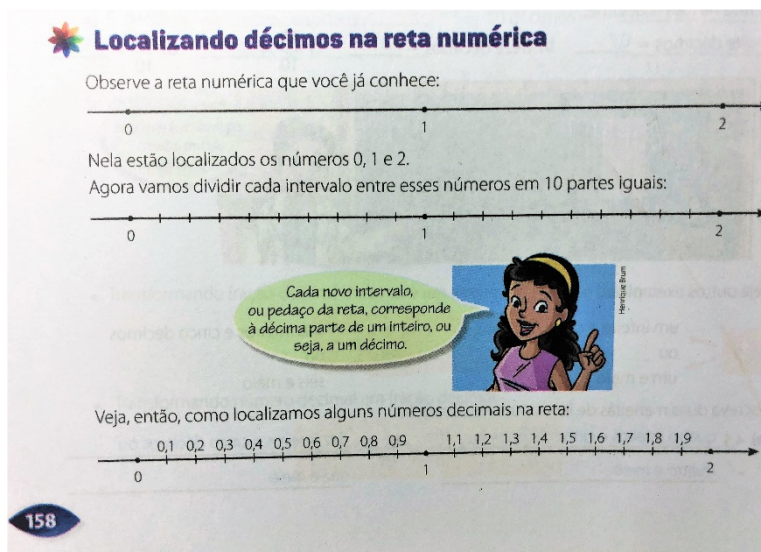 Localizando décimos na reta numérica
Observe a reta numérica que você já conhece:
0 1 2
Nela estão localizados os números 0, 1 e 2.
Agora vamos dividir cada intervalo entre esses números em 10 partes iguais:
0 1 2
Cada novo intervalo,
ou pedaço da reta, corresponde
à décima parte de um inteiro, ou
seja, a um décimo.
Henrique Brum
Veja, então, como localizamos alguns números decimais na reta:
0,1 0,2 0,3 0,4 0,5 0,6 0,7 0,8 0,9 1,1 1,2 1,3 1,4 1,5 1,6 1,7 1,8 1,9
0 1 2
158